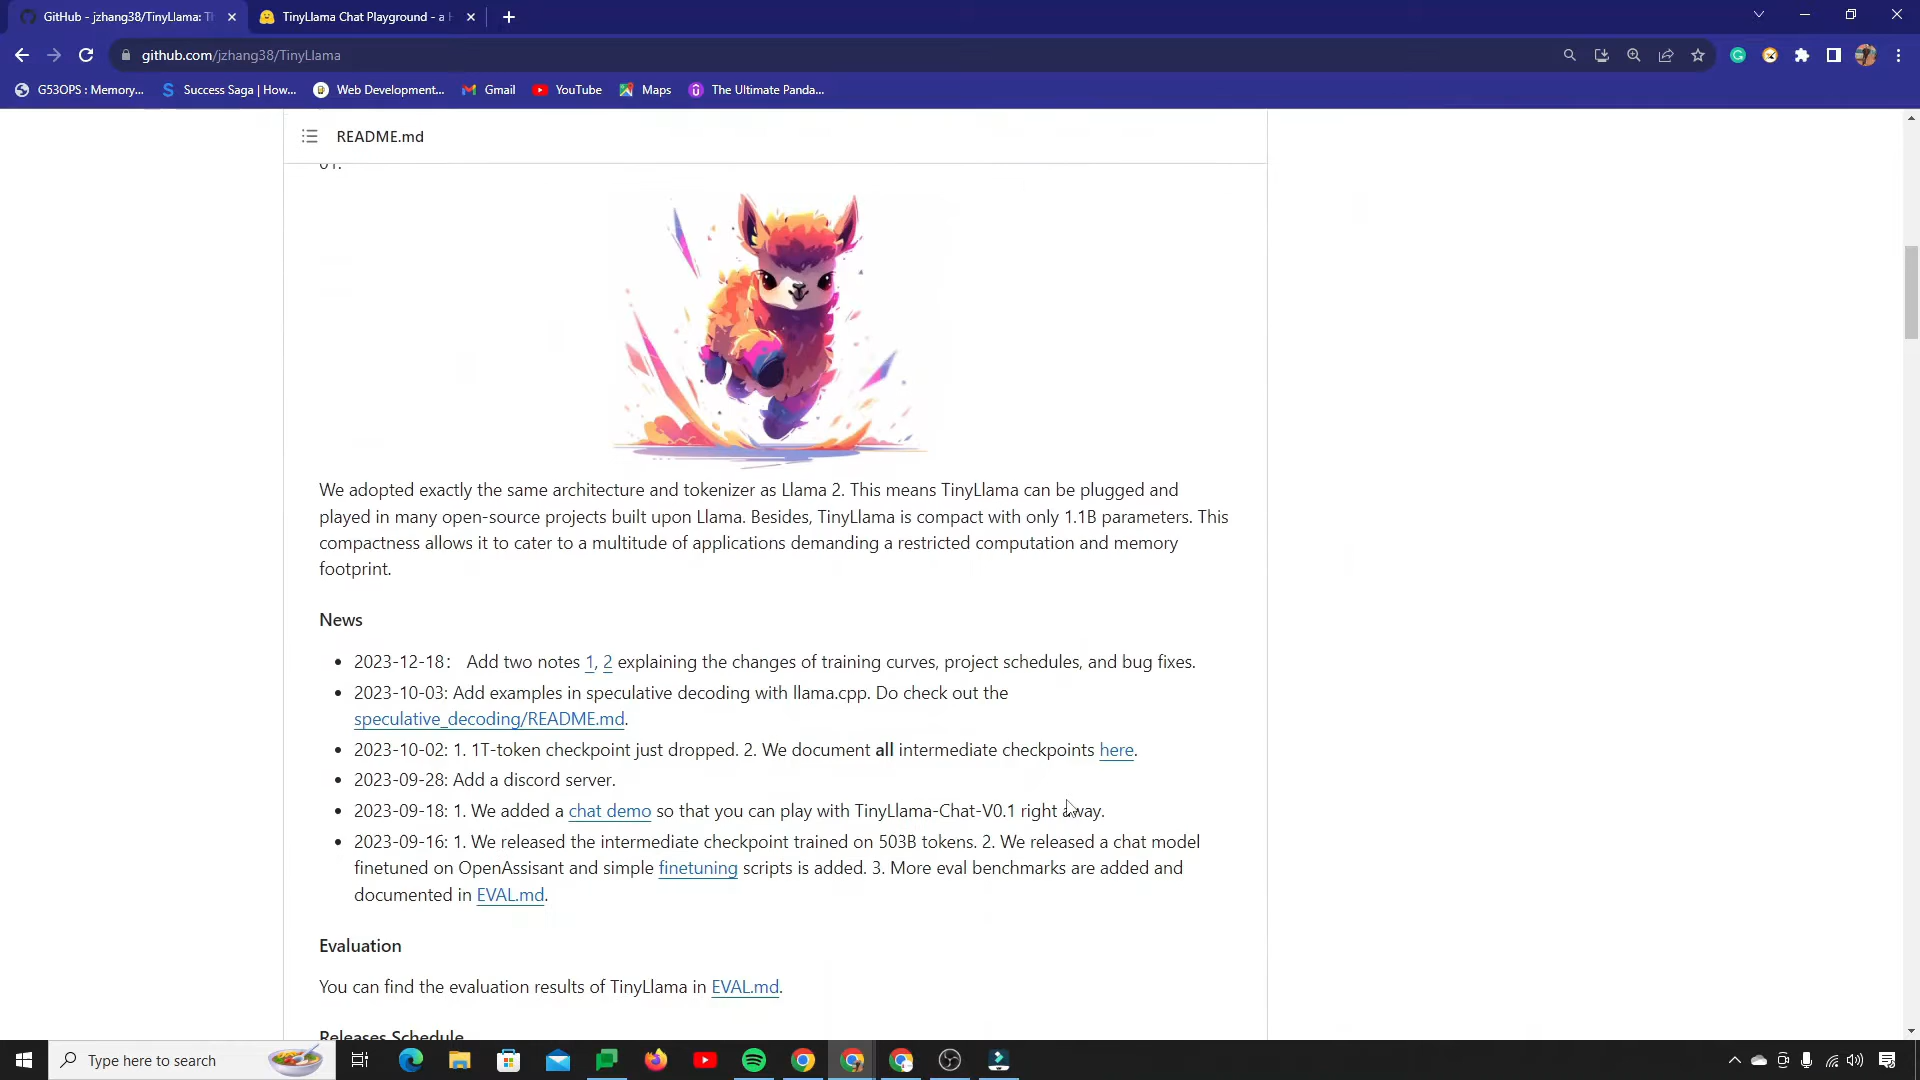 GitHub - jzhang38/TinyLlama: T
TinyLlama Chat Playground - a H
github.com/jzhang38/TinyLlama
G53OPS : Memory...
Success Saga | How...
Web Development...
Gmail
YouTube
Maps
The Ultimate Panda...
README.md
We adopted exactly the same architecture and tokenizer as Llama 2. This means TinyLlama can be plugged and
played in many open-source projects built upon Llama. Besides, TinyLlama is compact with only 1.1B parameters. This
compactness allows it to cater to a multitude of applications demanding a restricted computation and memory
footprint.
News
2023-12-18： Add two notes 1, 2 explaining the changes of training curves, project schedules, and bug fixes.
2023-10-03: Add examples in speculative decoding with llama.cpp. Do check out the
speculative_decoding/README.md.
2023-10-02: 1. 1T-token checkpoint just dropped. 2. We document all intermediate checkpoints here.
2023-09-28: Add a discord server.
2023-09-18: 1. We added a chat demo so that you can play with TinyLlama-Chat-V0.1 right away.
2023-09-16: 1. We released the intermediate checkpoint trained on 503B tokens. 2. We released a chat model
finetuned on OpenAssisant and simple finetuning scripts is added. 3. More eval benchmarks are added and
documented in EVAL.md.
Evaluation
You can find the evaluation results of TinyLlama in EVAL.md.
Releases Schedule
Type here to search